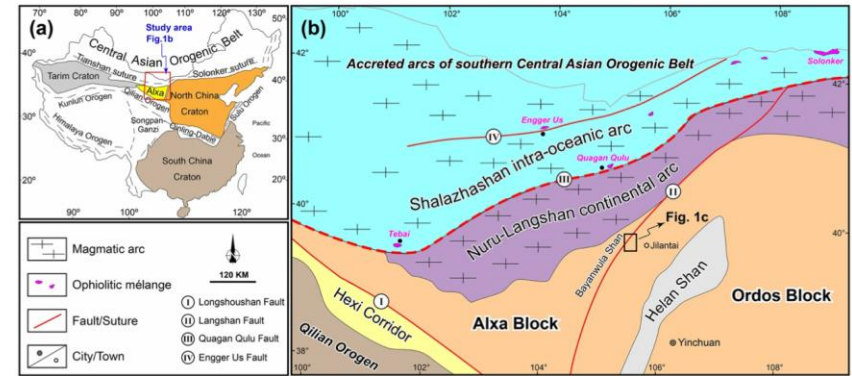 (a)
Study area
Fig.1b
80°
90°
100°
110°
120°
130°
40°
Central Asian Orogenic Belt
50°
Tianshan suture
Solonker suture
Tarim Craton
Alxa
North China
Craton
40°
Qilian Orogen
Kunlun Orogen
Sulu Orogen
30°
Songpan-
Ganzi
Qinling-Dabie
Pacific
30°
Himalaya Orogen
Ocean
South China
Craton
20°
20°
90°
100°
110°
120°
Magmatic arc
Ophiolitic mélange
120 KM
Fault/Suture
City/Town
I Longshoushan Fault
II Langshan Fault
III Quagan Qulu Fault
IV Engger Us Fault
(b)
100°
102°
104°
106°
108°
42°
Accreted arcs of southern Central Asian Orogenic Belt
Solonker
42°
Engger Us
IV
Shalazhashan intra-oceanic arc
Quagan Qulu
III
Nuru-Langshan continental arc
II
40°
Tebai
Fig. 1c
Bayanwula Shan
Jilantai
40°
I
Hexi Corridor
Alxa Block
Helan Shan
Ordos Block
Qilian Orogen
Yinchuan
38°
100°
102°
104°
106°
108°